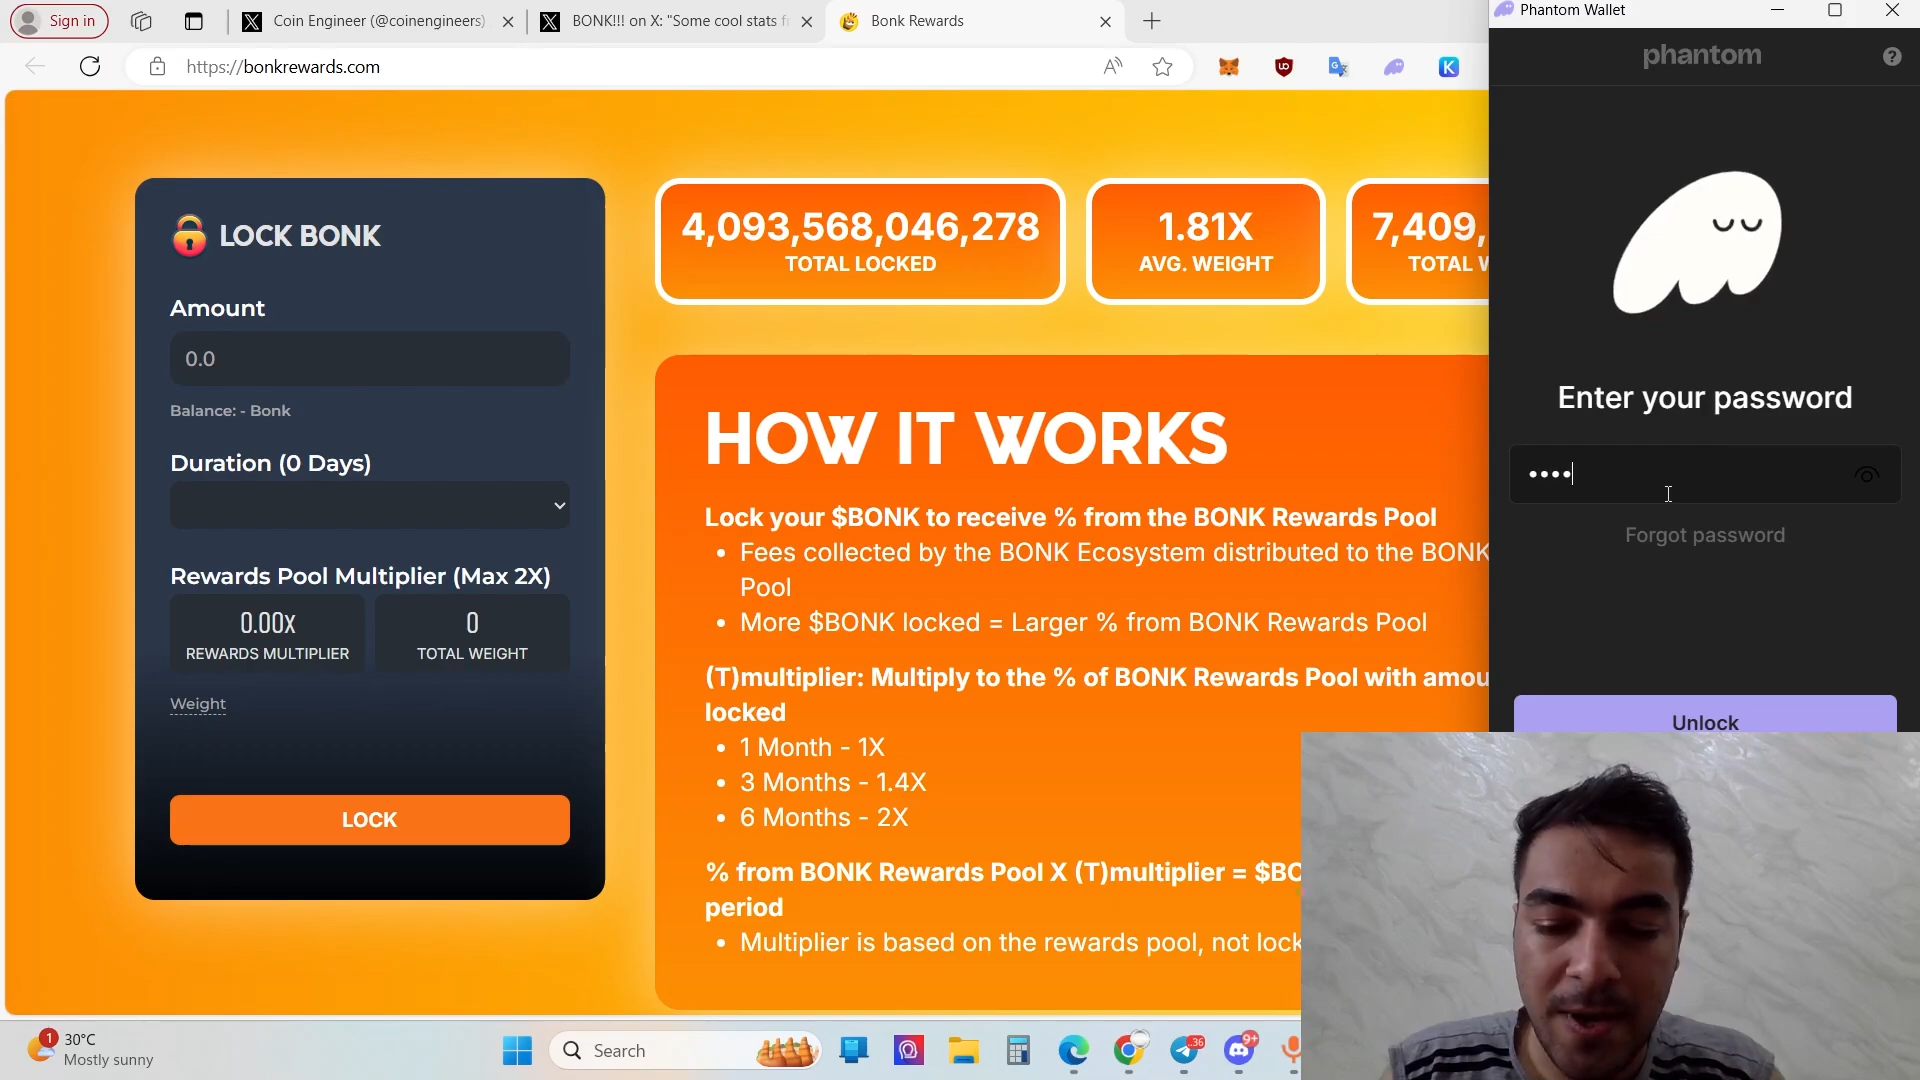 Sign in
Coin Engineer (@coinengineers)
BONK!!! on X: "Some cool stats f
Bonk Rewards
Phantom Wallet
https://bonkrewards.com
phantom
LOCK BONK
Amount
0.0
Balance: - Bonk
Duration (0 Days)
Rewards Pool Multiplier (Max 2X)
0.00x
REWARDS MULTIPLIER
0
TOTAL WEIGHT
Weight
LOCK
4,093,568,046,278
TOTAL LOCKED
1.81X
AVG. WEIGHT
7,409,
TOTAL W
HOW IT WORKS
Lock your $BONK to receive % from the BONK Rewards Pool
• Fees collected by the BONK Ecosystem distributed to the BONK
Pool
• More $BONK locked = Larger % from BONK Rewards Pool
(T)multiplier: Multiply to the % of BONK Rewards Pool with amou
locked
• 1 Month - 1X
• 3 Months - 1.4X
• 6 Months - 2X
% from BONK Rewards Pool X (T)multiplier = $BO
period
• Multiplier is based on the rewards pool, not lock
Enter your password
Forgot password
Unlock
1
30°C
Mostly sunny
Search
36
9+